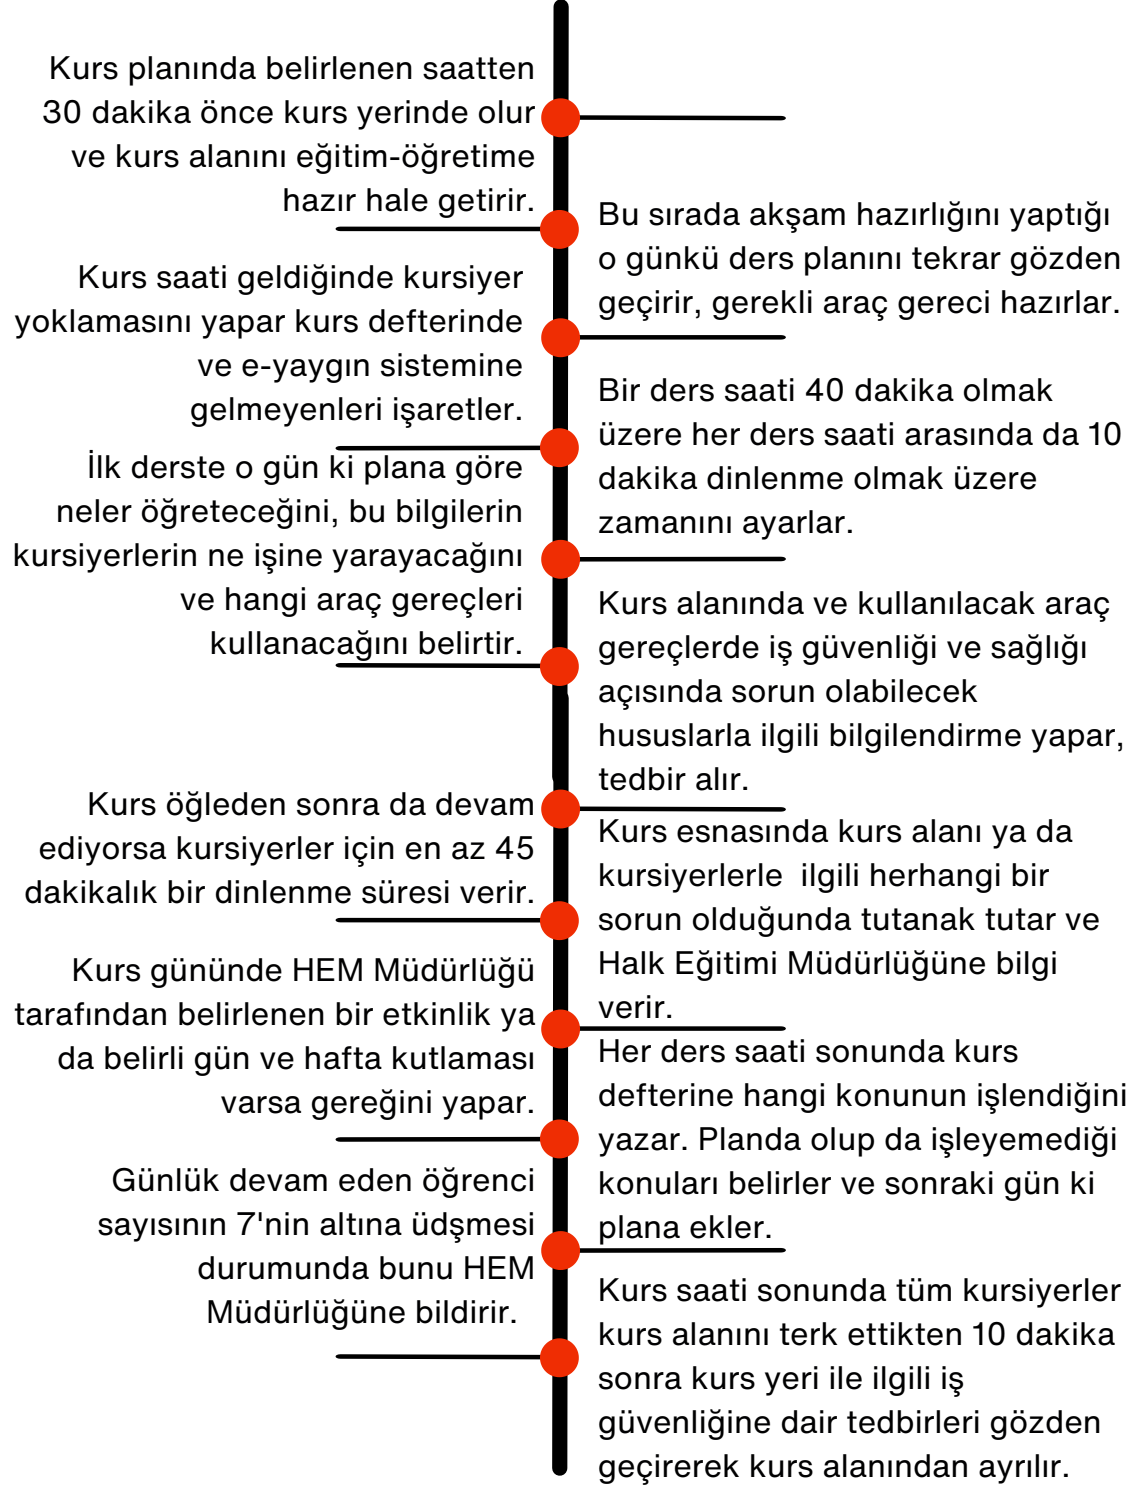 Kurs planında belirlenen saatten
30 dakika önce kurs yerinde olur
ve kurs alanını eğitim-öğretime
hazır hale getirir.
Bu sırada akşam hazırlığını yaptığı
o günkü ders planını tekrar gözden
geçirir, gerekli araç gereci hazırlar.
Kurs saati geldiğinde kursiyer
yoklamasını yapar kurs defterinde
ve e-yaygın sistemine
gelmeyenleri işaretler.
Bir ders saati 40 dakika olmak
üzere her ders saati arasında da 10
dakika dinlenme olmak üzere
zamanını ayarlar.
İlk derste o gün ki plana göre
neler öğreteceğini, bu bilgilerin
kursiyerlerin ne işine yarayacağını
ve hangi araç gereçleri
kullanacağını belirtir.
Kurs alanında ve kullanılacak araç
gereçlerde iş güvenliği ve sağlığı
açısında sorun olabilecek
hususlarla ilgili bilgilendirme yapar,
tedbir alır.
Kurs öğleden sonra da devam
ediyorsa kursiyerler için en az 45
dakikalık bir dinlenme süresi verir.
Kurs esnasında kurs alanı ya da
kursiyerlerle  ilgili herhangi bir
sorun olduğunda tutanak tutar ve
Halk Eğitimi Müdürlüğüne bilgi
verir.
Kurs gününde HEM Müdürlüğü
tarafından belirlenen bir etkinlik ya
da belirli gün ve hafta kutlaması
varsa gereğini yapar.
Her ders saati sonunda kurs
defterine hangi konunun işlendiğini
yazar. Planda olup da işleyemediği
konuları belirler ve sonraki gün ki
plana ekler.
Günlük devam eden öğrenci
sayısının 7'nin altına üdşmesi
durumunda bunu HEM
Müdürlüğüne bildirir.
Kurs saati sonunda tüm kursiyerler
kurs alanını terk ettikten 10 dakika
sonra kurs yeri ile ilgili iş
güvenliğine dair tedbirleri gözden
geçirerek kurs alanından ayrılır.